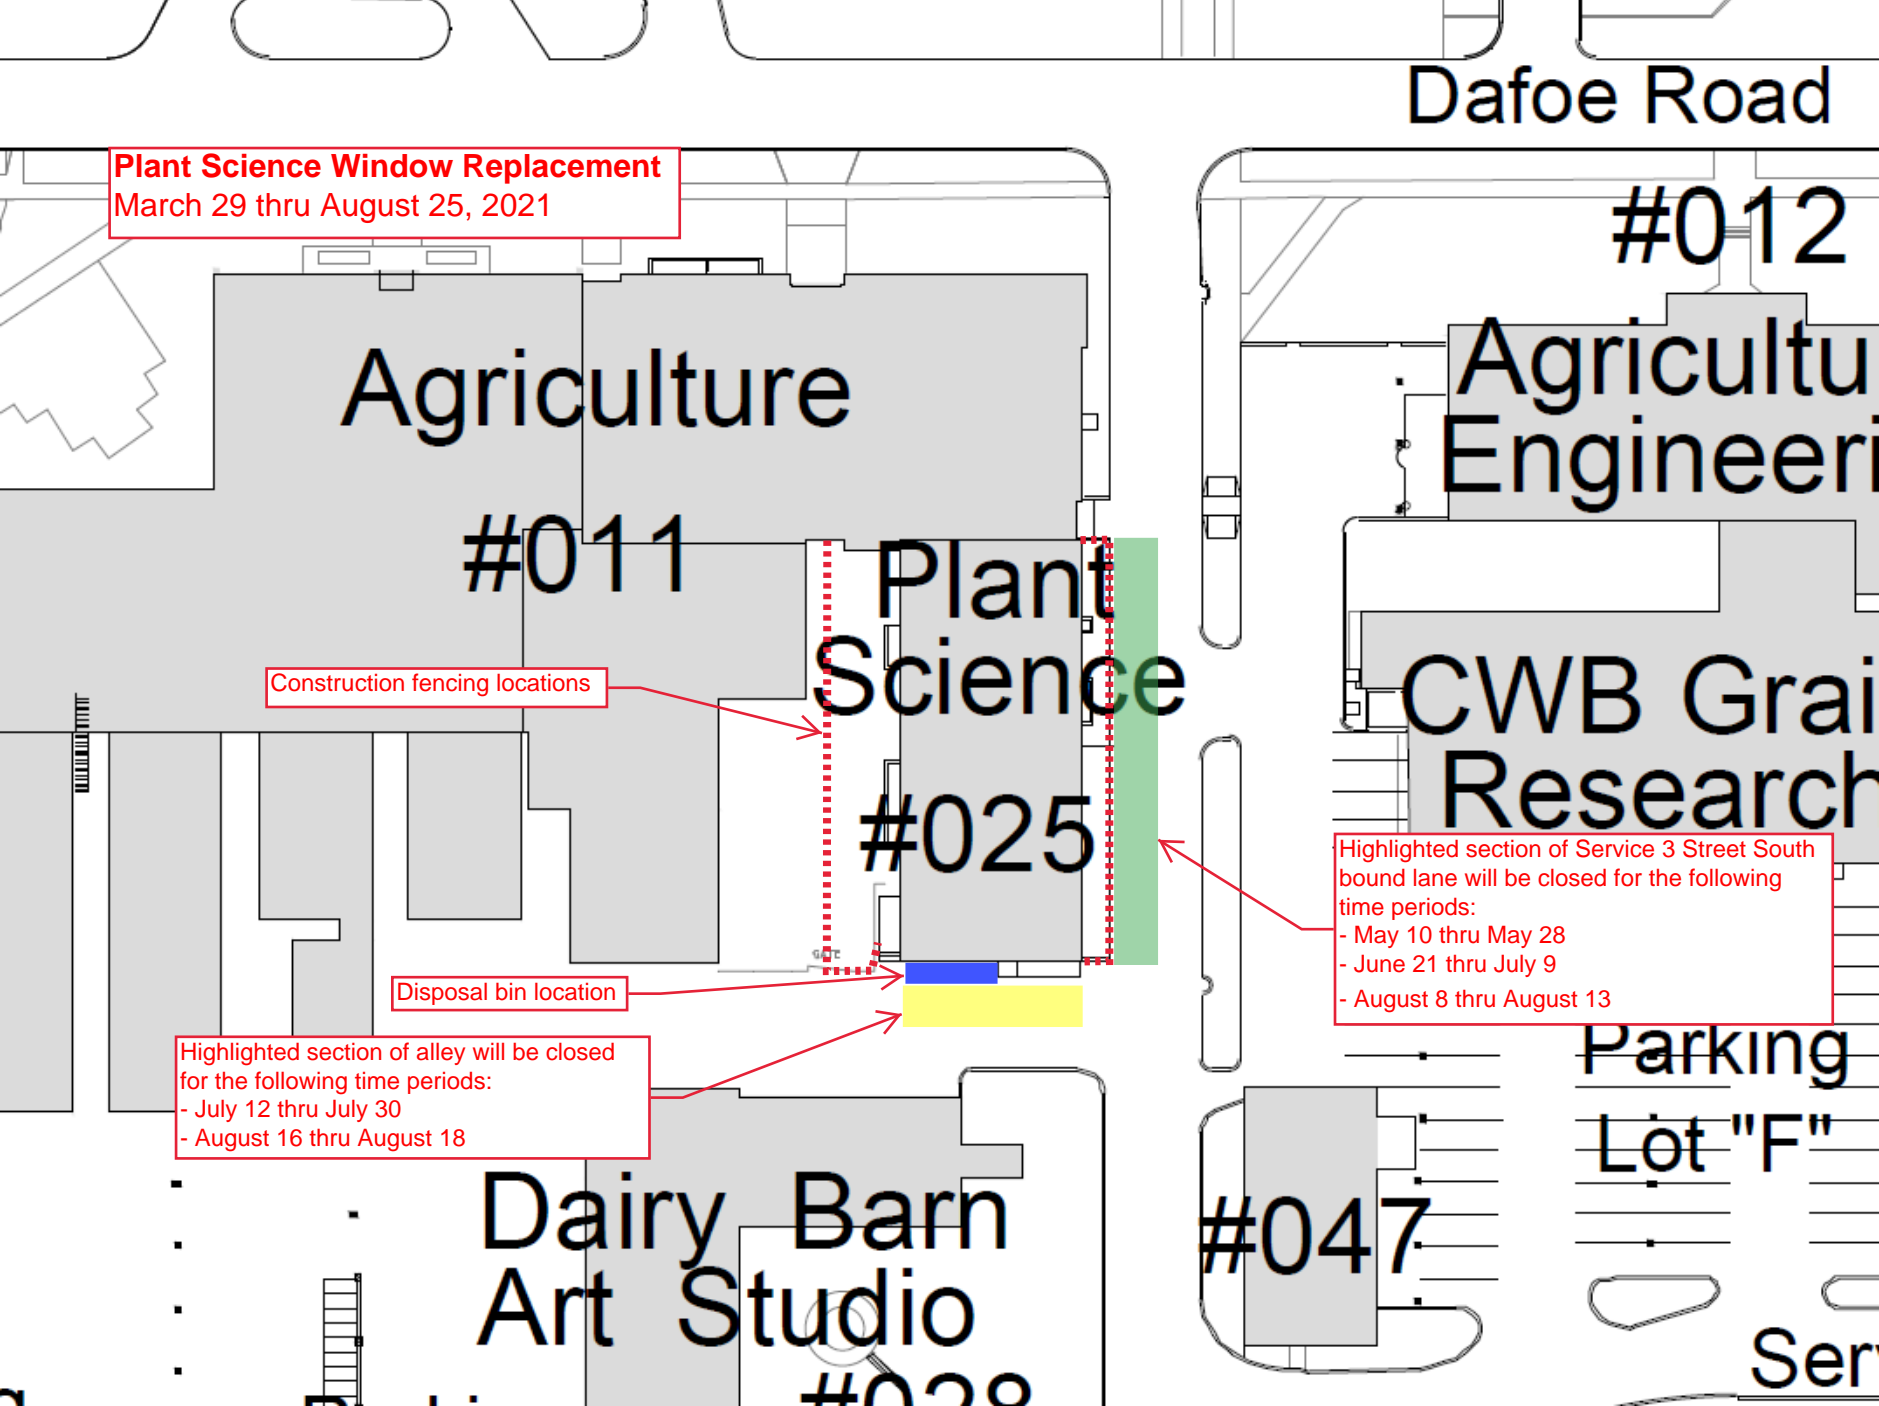 Dafoe Road
Plant Science Window Replacement
March 29 thru August 25, 2021
#012
Agriculture
Agricultu
Engineeri
#011
Plant
Science
#025
Construction fencing locations
CWB Grai
Research
Highlighted section of Service 3 Street South
bound lane will be closed for the following
time periods:
- May 10 thru May 28
- June 21 thru July 9
- August 8 thru August 13
GATE
Disposal bin location
Highlighted section of alley will be closed
for the following time periods:
- July 12 thru July 30
- August 16 thru August 18
Parking
Lot "F"
Dairy Barn
Art Studio
#028
#047